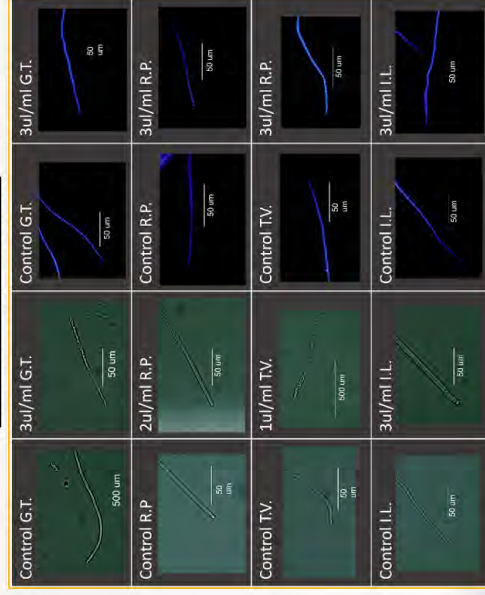 Control G.T.
3ul/ml G.T.
Control G.T.
3ul/ml G.T.
500 um
50 um
50 um
50
um
Control R.P
2ul/ml R.P.
Control R.P.
3ul/ml R.P.
50
um
50 um
50 um
50 um
Control T.V.
1ul/ml T.V.
Control T.V.
3ul/ml R.P.
50
um
500 um
50
um
50 um
Control I.L.
3ul/ml I.L.
Control I.L.
3ul/ml I.L.
50 um
50 um
50 um
50 um